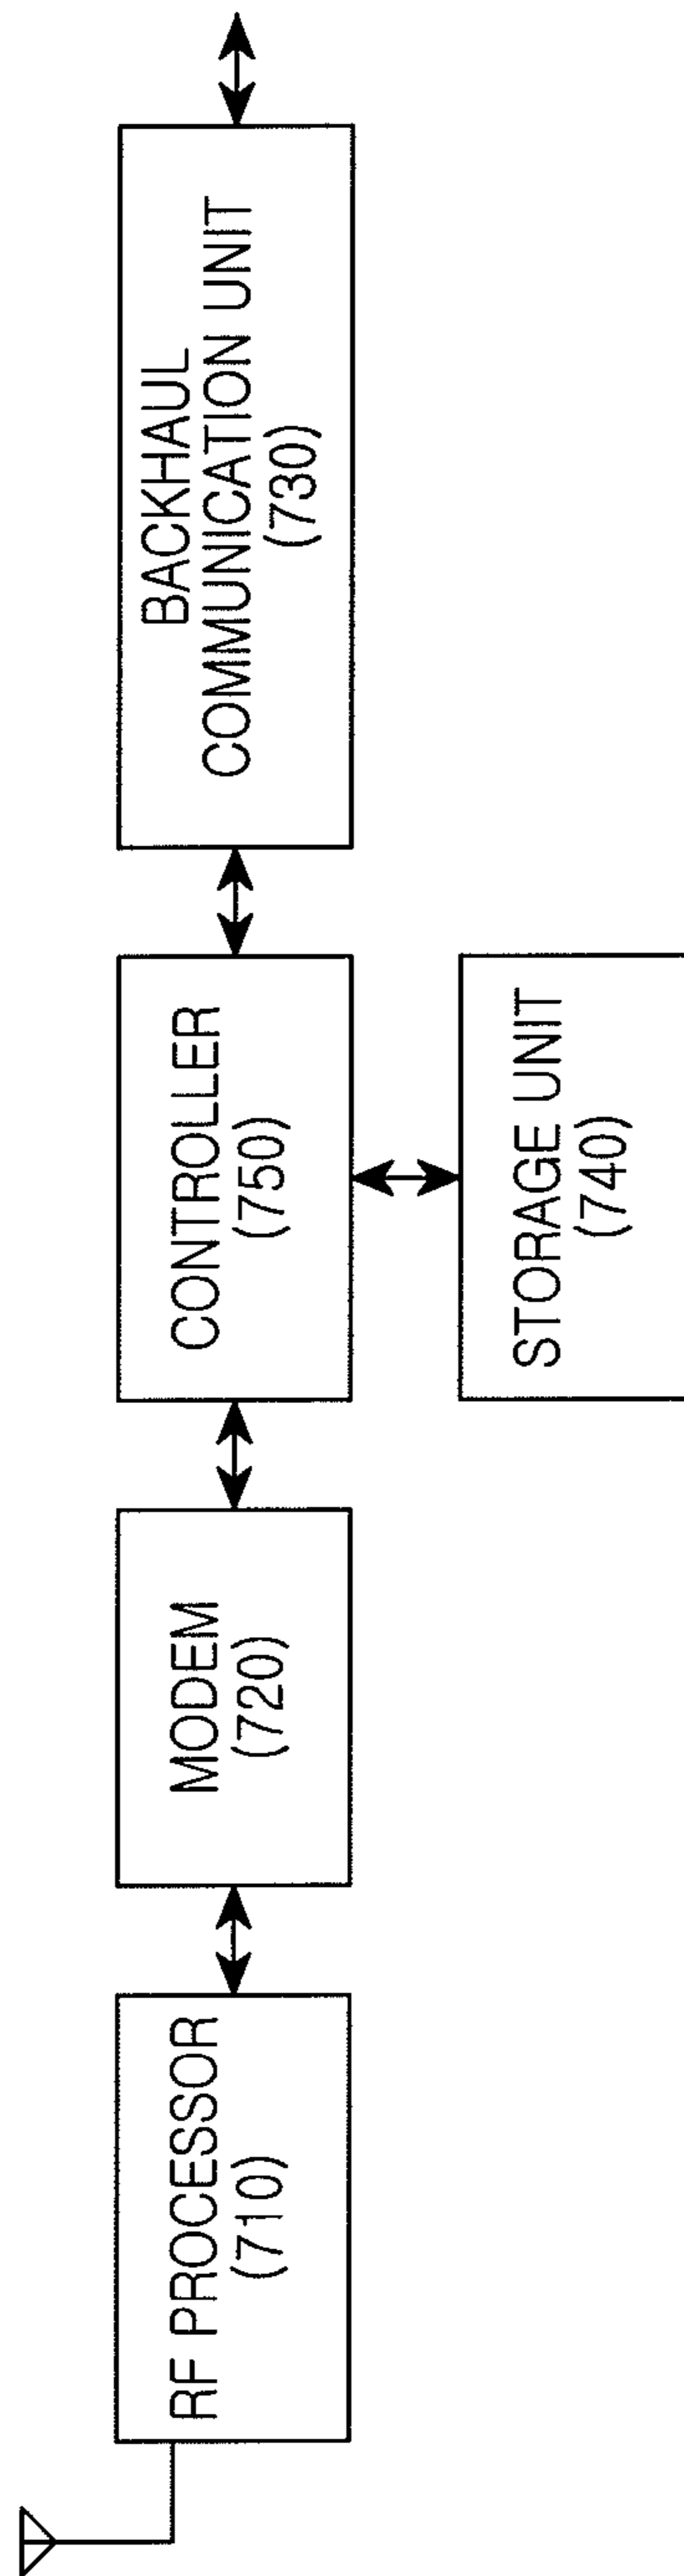 RF PROCESSOR
(710)
MODEM
(720)
CONTROLLER
(750)
BACKHAUL
COMMUNICATION UNIT
(730)
STORAGE UNIT
(740)